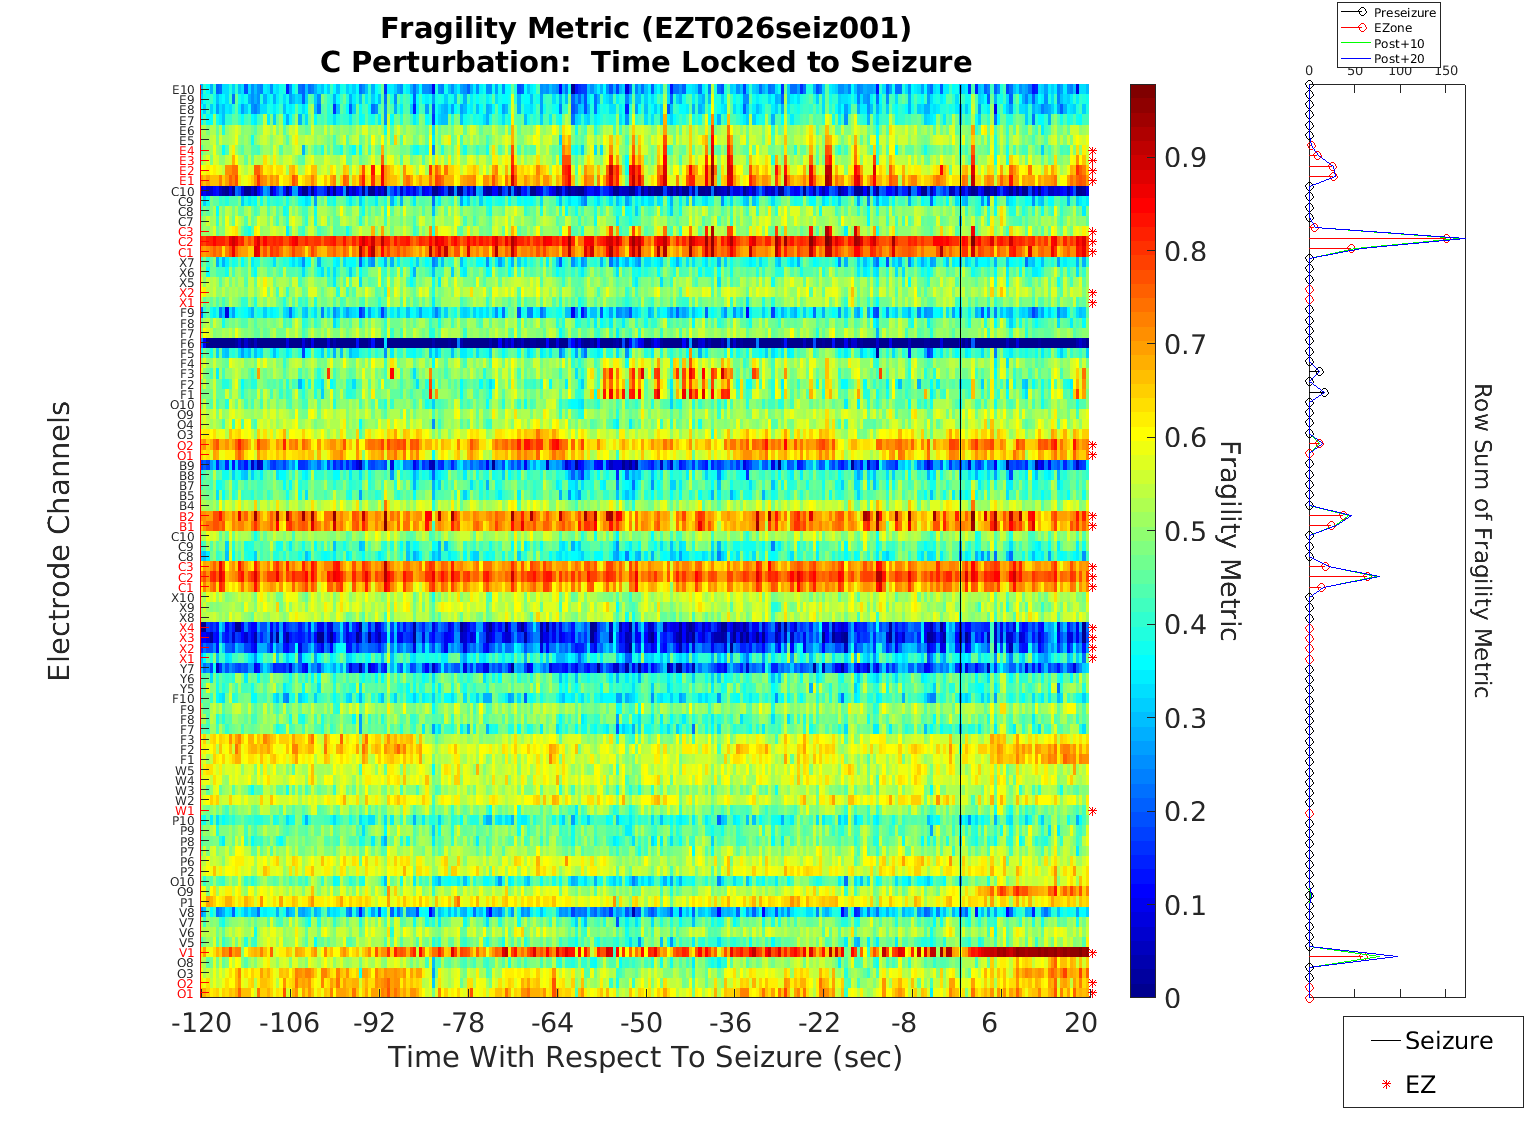 Fragility Metric (EZT026seiz001)
C Perturbation:  Time Locked to Seizure
Preseizure
EZone
Post+10
Post+20
0 50 100 150
E10
E9
E8
E7
E6
E5
E4
E3
E2
E1
C10
C9
C8
C7
C3
C2
C1
X7
X6
X5
X2
X1
F9
F8
F7
F6
F5
F4
F3
F2
F1
O10
O9
O4
O3
O2
O1
B9
B8
B7
B5
B4
B2
B1
C10
C9
C8
C3
C2
C1
X10
X9
X8
X4
X3
X2
X1
Y7
Y6
Y5
F10
F9
F8
F7
F3
F2
F1
W5
W4
W3
W2
W1
P10
P9
P8
P7
P6
P2
O10
O9
P1
V8
V7
V6
V5
V1
O8
O3
O2
O1
Electrode Channels
-120 -106 -92 -78 -64 -50 -36 -22 -8 6 20
Time With Respect To Seizure (sec)
0.9
0.8
0.7
0.6
0.5
0.4
0.3
0.2
0.1
0
Fragility Metric
Row Sum of Fragility Metric
Seizure
EZ